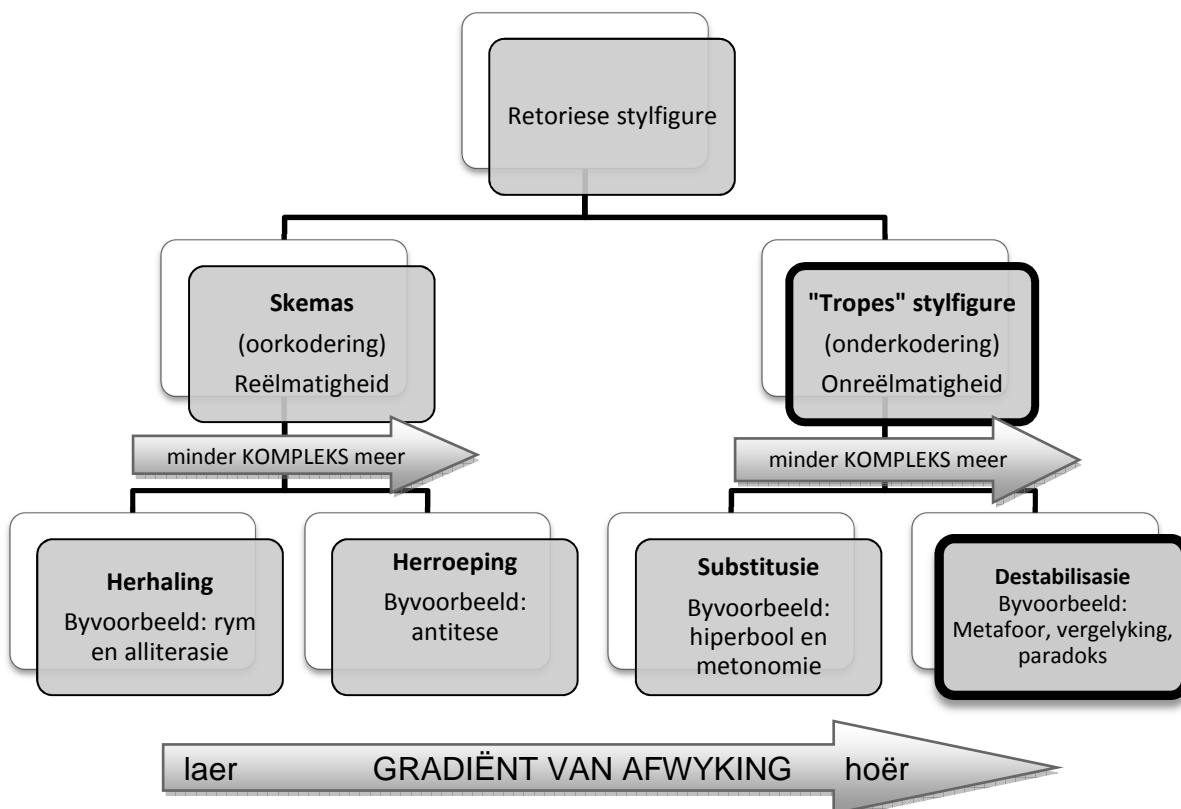 Retoriese stylfigure
Skemas
(oorkodering)
Reëlmatigheid
"Tropes" stylfigure
(onderkodering)
Onreëlmatigheid
minder KOMPLEKS meer
minder KOMPLEKS meer
Herhaling
Byvoorbeeld: rym
en alliterasie
Herroeping
Byvoorbeeld:
antitese
Substitusie
Byvoorbeeld:
hiperbool en
metonomie
Destabilisasie
Byvoorbeeld:
Metafoor, vergelyking,
paradoks
laer GRADIËNT VAN AFWYKING hoër